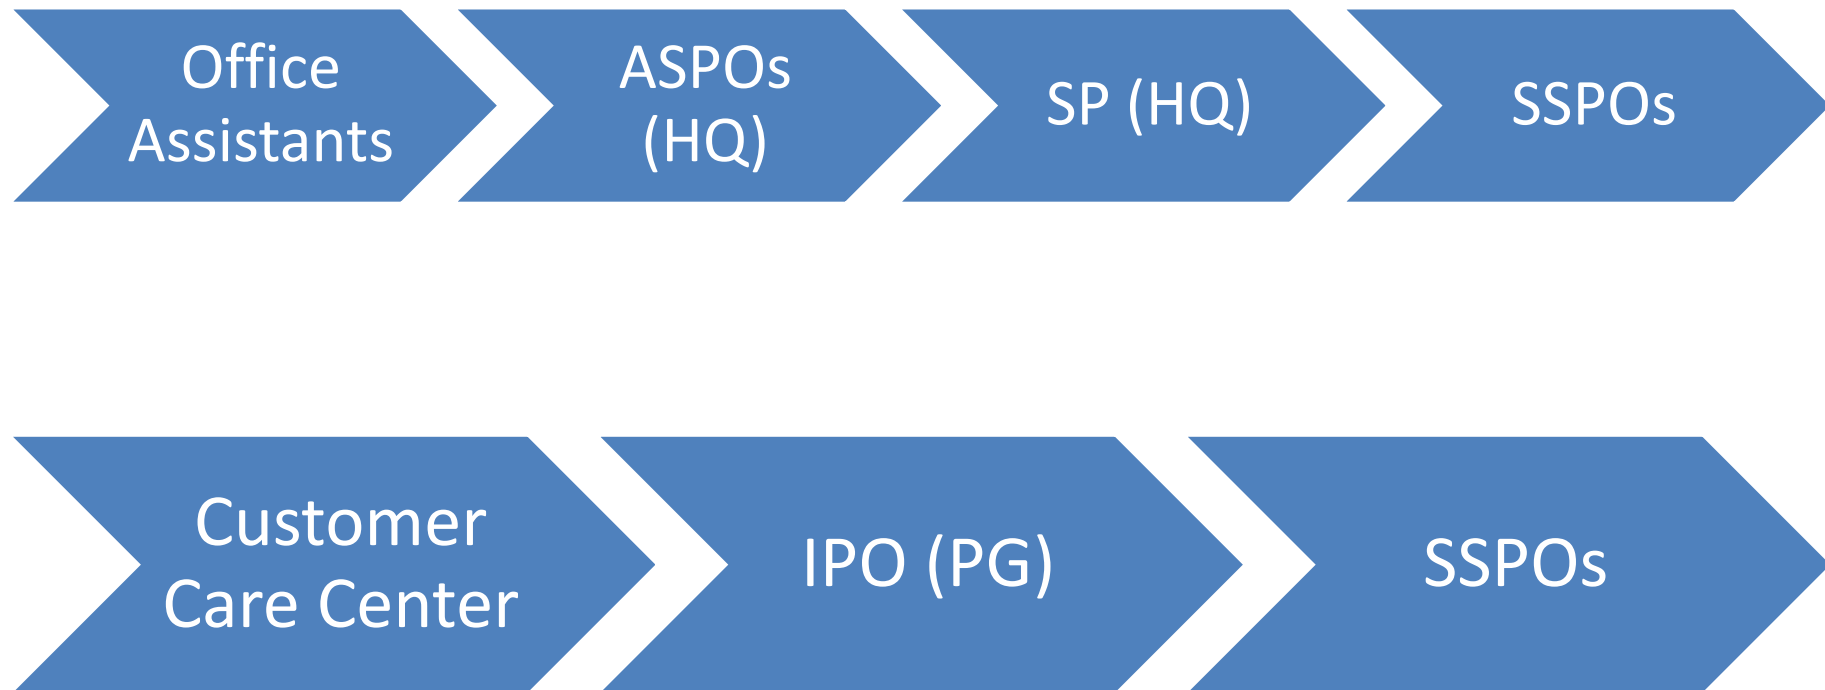 Office
Assistants
ASPOs
(HQ)
SP (HQ)
SSPOs
Customer
Care Center
IPO (PG)
SSPOs